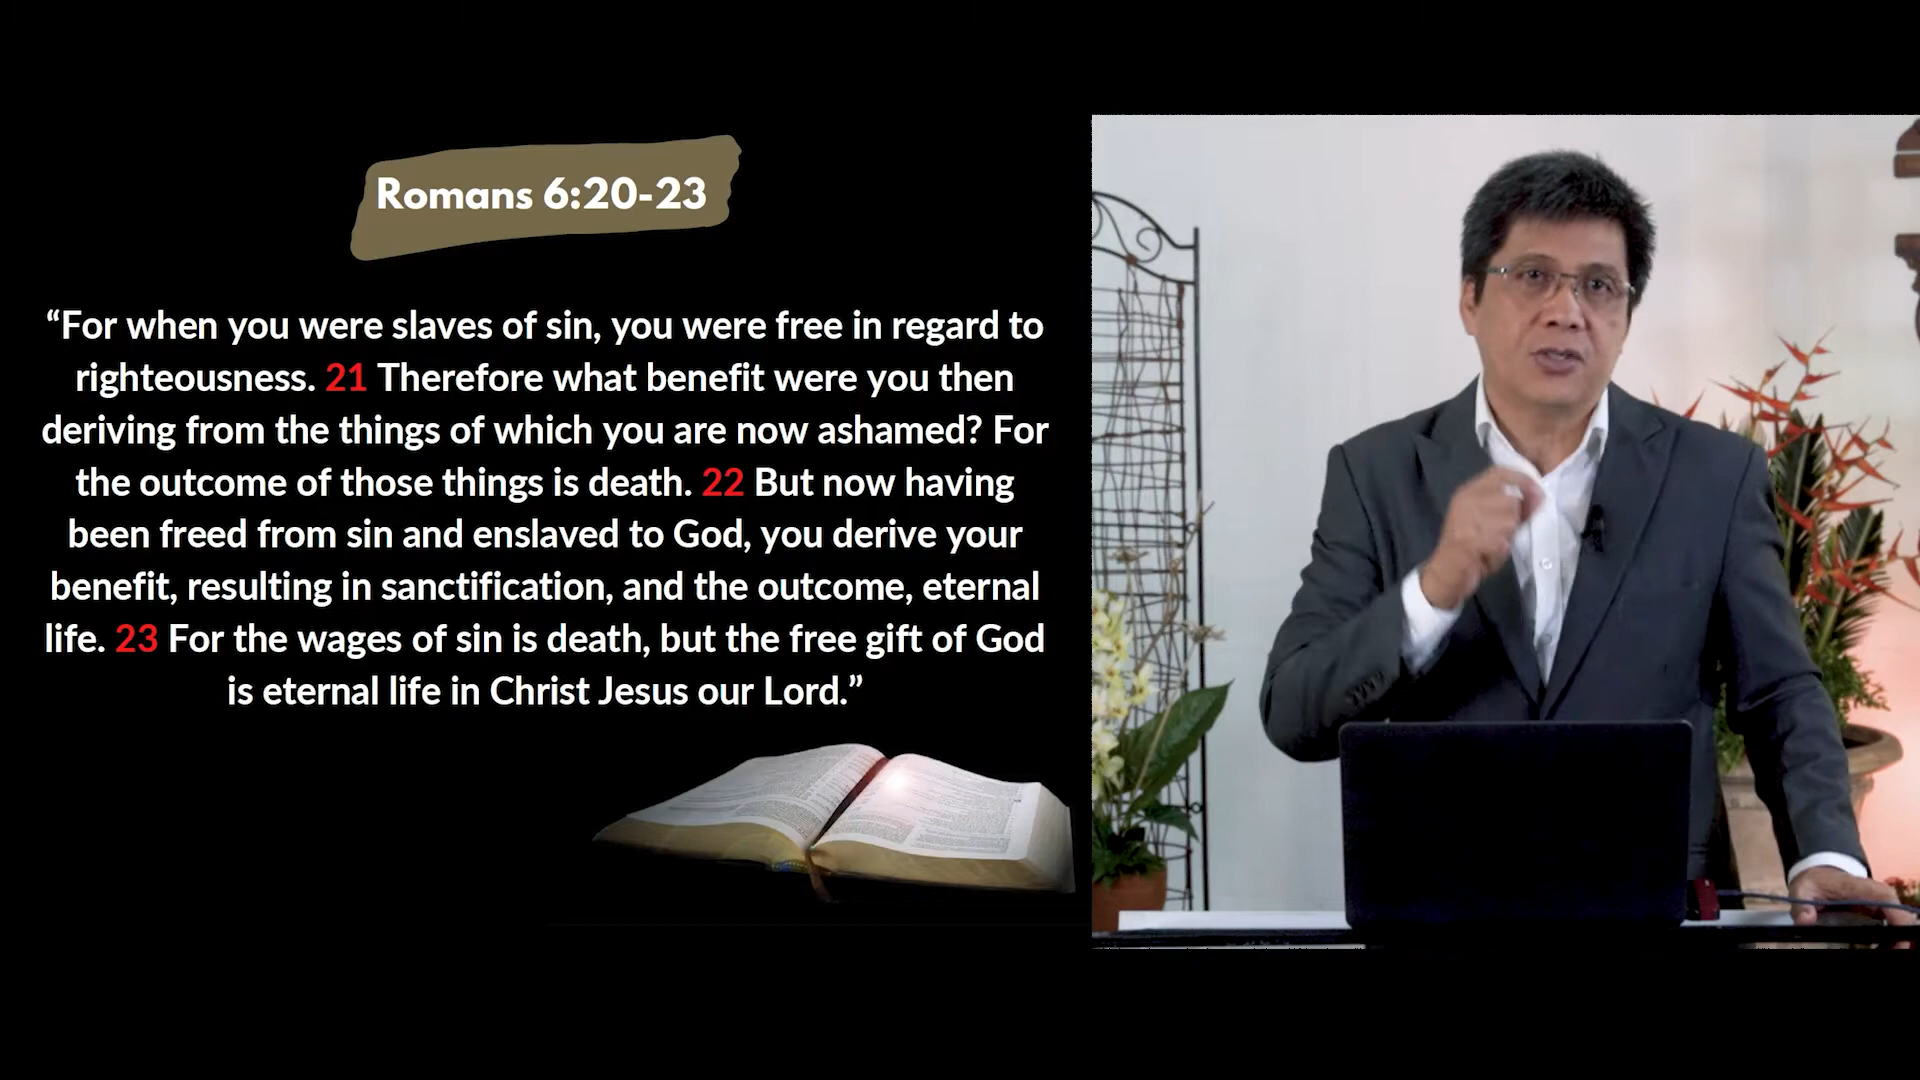 Romans 6:20-23
“For when you were slaves of sin, you were free in regard to
righteousness. 21 Therefore what benefit were you then
deriving from the things of which you are now ashamed? For
the outcome of those things is death. 22 But now having
been freed from sin and enslaved to God, you derive your
benefit, resulting in sanctification, and the outcome, eternal
life. 23 For the wages of sin is death, but the free gift of God
is eternal life in Christ Jesus our Lord.”